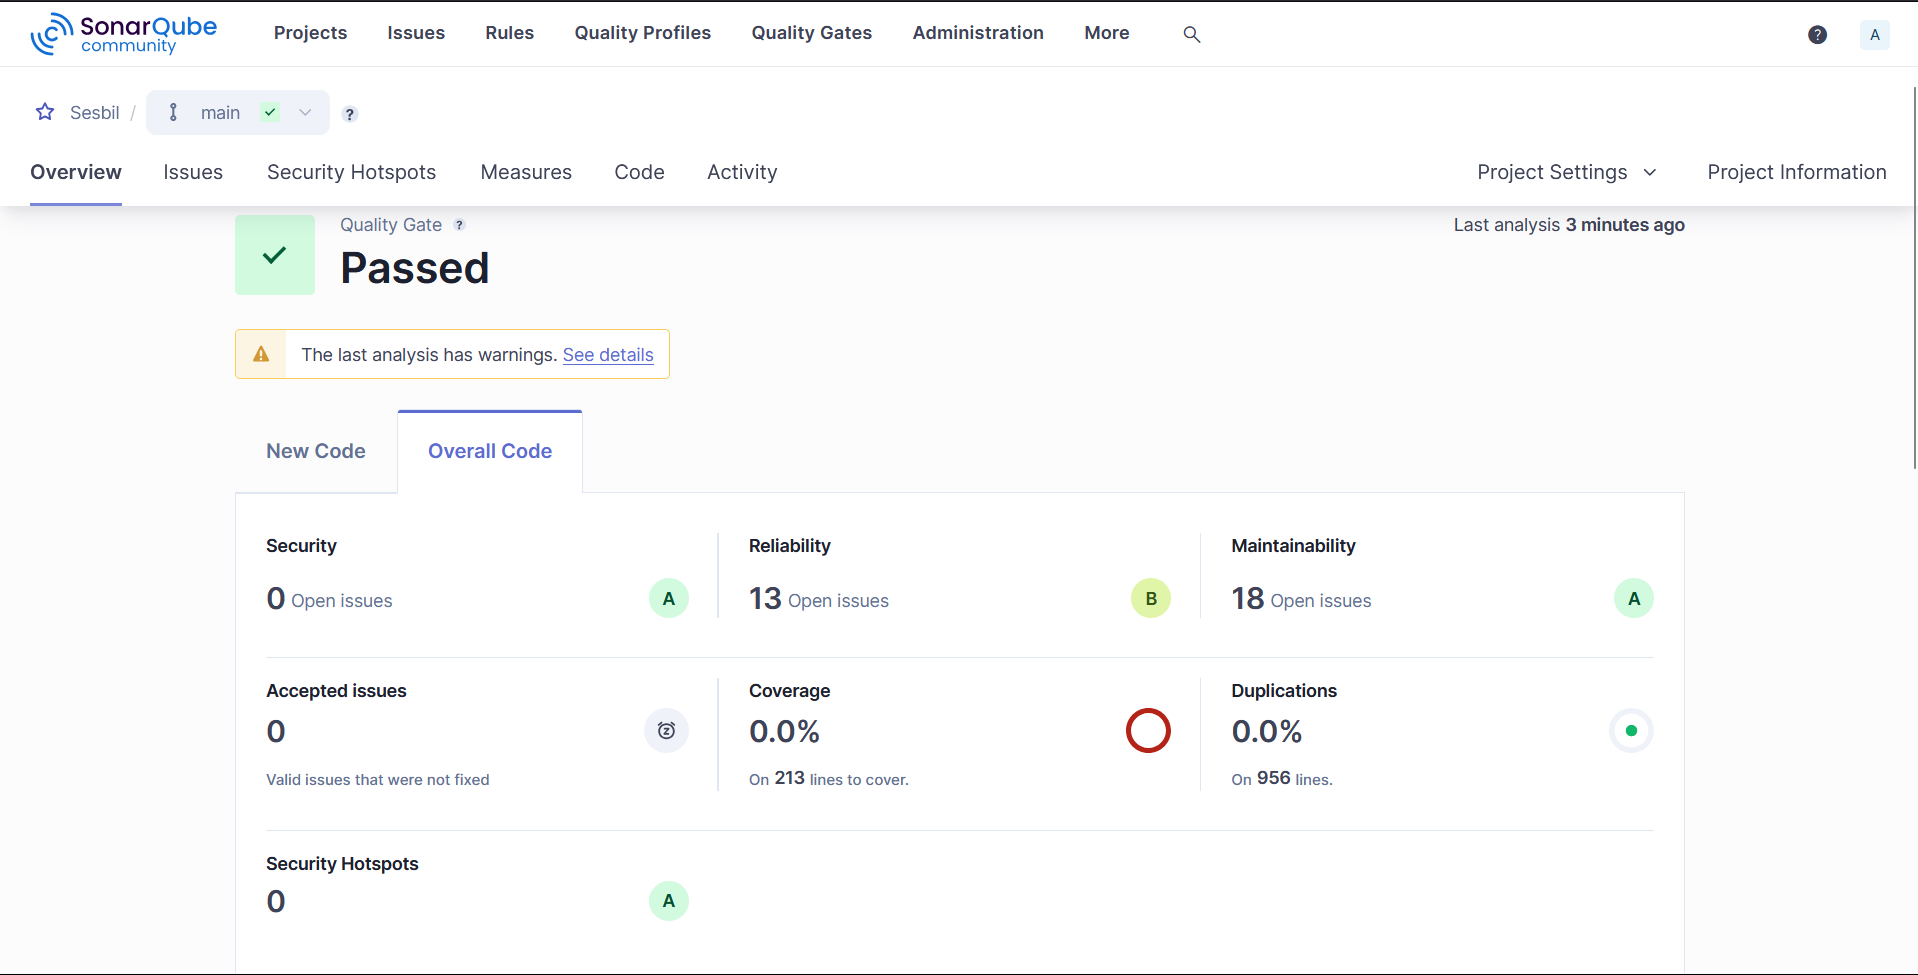 SonarQube community
Projects Issues Rules Quality Profiles Quality Gates Administration More
? A
Sesbil / main ?
Overview Issues Security Hotspots Measures Code Activity Project Settings Project Information
Quality Gate ? Last analysis 3 minutes ago
Passed
The last analysis has warnings. See details
New Code Overall Code
Security Reliability Maintainability
0 Open issues A 13 Open issues B 18 Open issues A
Accepted issues Coverage Duplications
0 z 0.0% 0.0%
Valid issues that were not fixed On 213 lines to cover. On 956 lines.
Security Hotspots
0 A